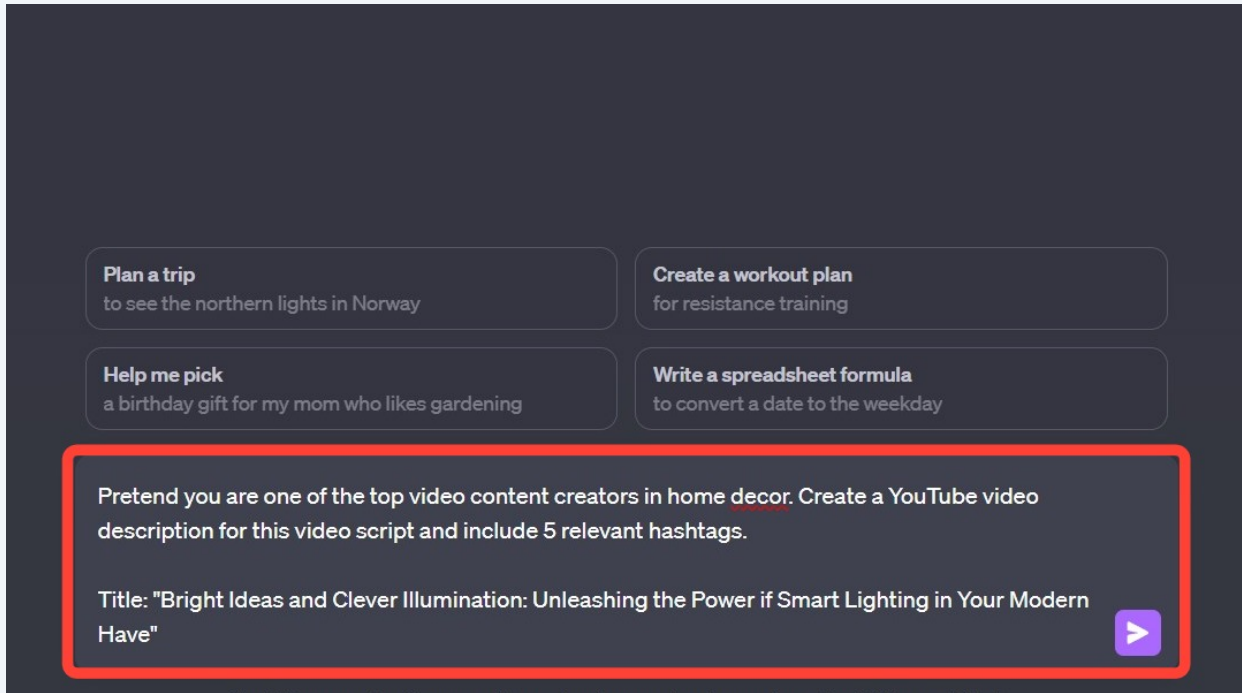 Plan a trip
to see the northern lights in Norway
Create a workout plan
for resistance training
Help me pick
a birthday gift for my mom who likes gardening
Write a spreadsheet formula
to convert a date to the weekday
Pretend you are one of the top video content creators in home decor. Create a YouTube video
description for this video script and include 5 relevant hashtags.
Title: "Bright Ideas and Clever Illumination: Unleashing the Power if Smart Lighting in Your Modern
Have"